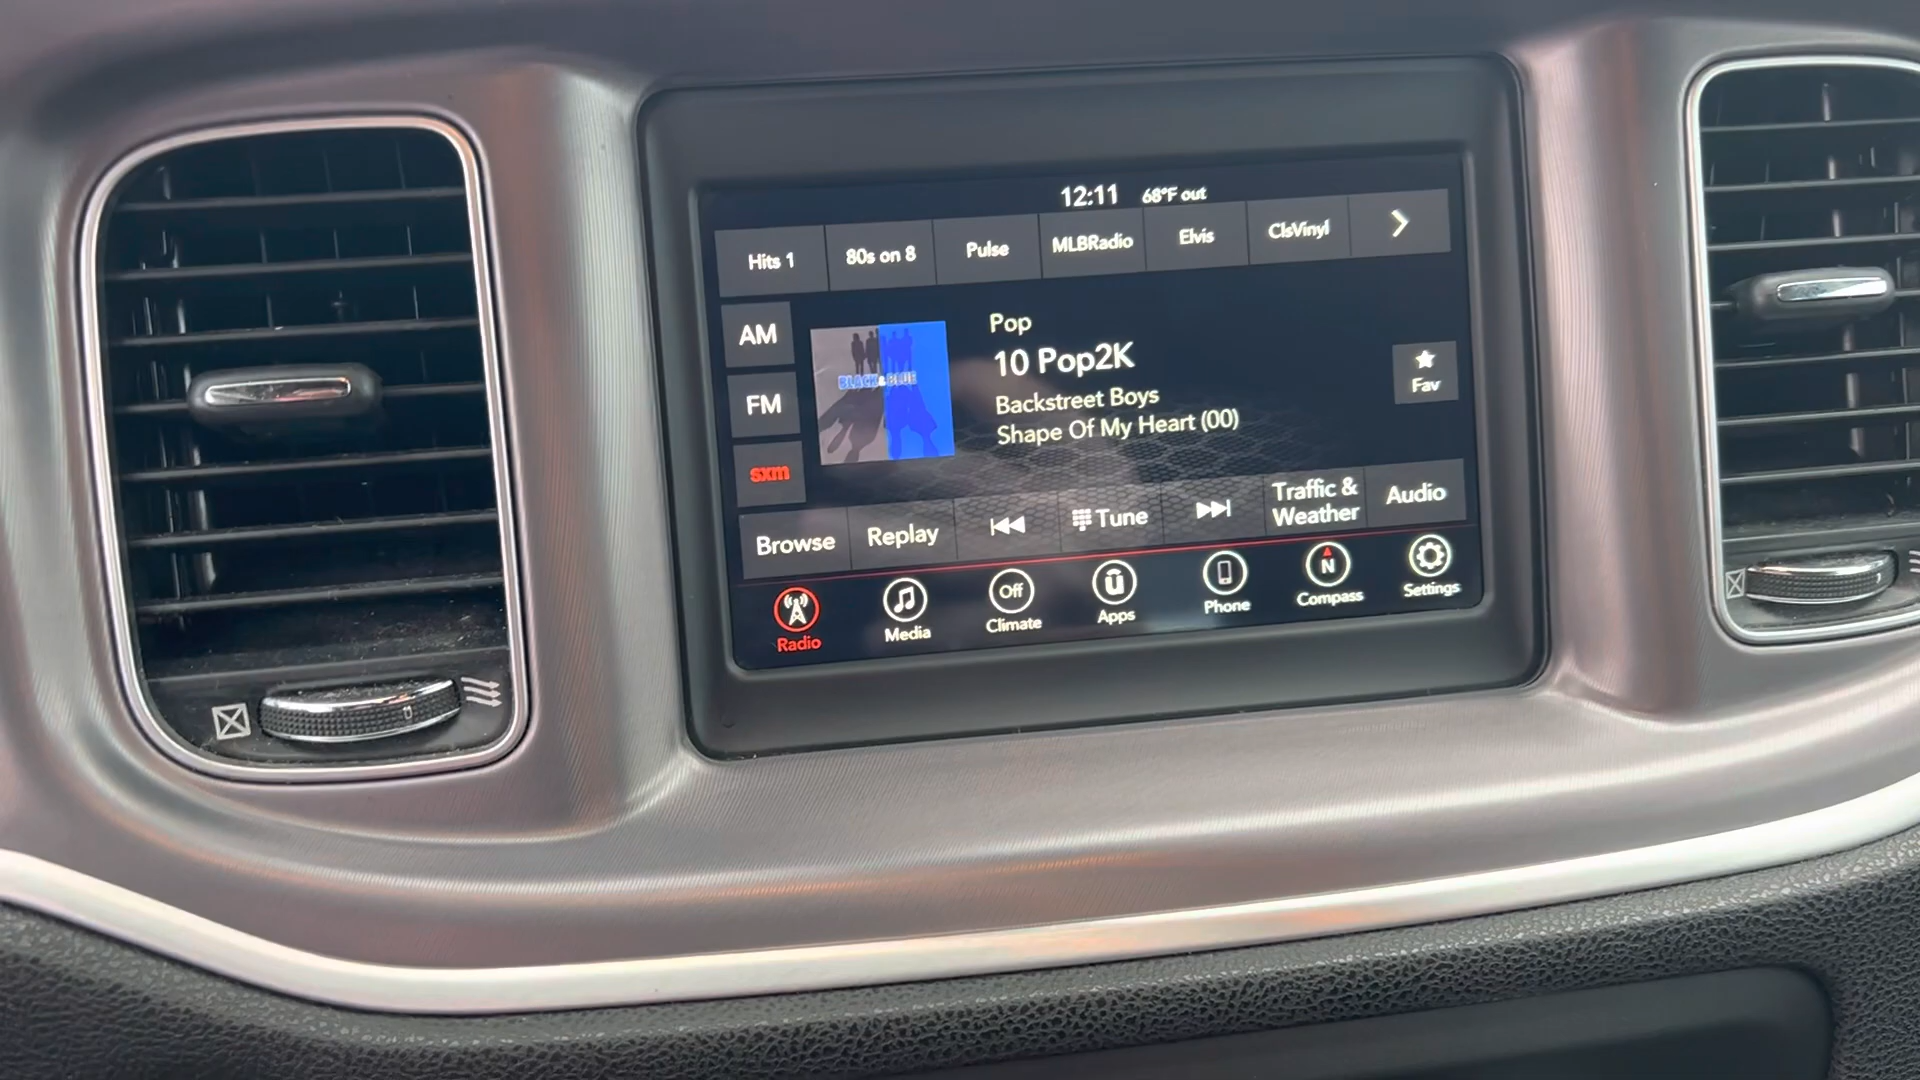 12:11 68°F out
Hits 1 80s on 8 Pulse MLBRadio Elvis ClsVinyl
AM
FM
sxm
BLACK & BLUE
Pop
10 Pop2K
Backstreet Boys
Shape Of My Heart (00)
Fav
Browse Replay Tune Traffic & Weather Audio
Radio Media Off Climate Apps Phone N Compass Settings